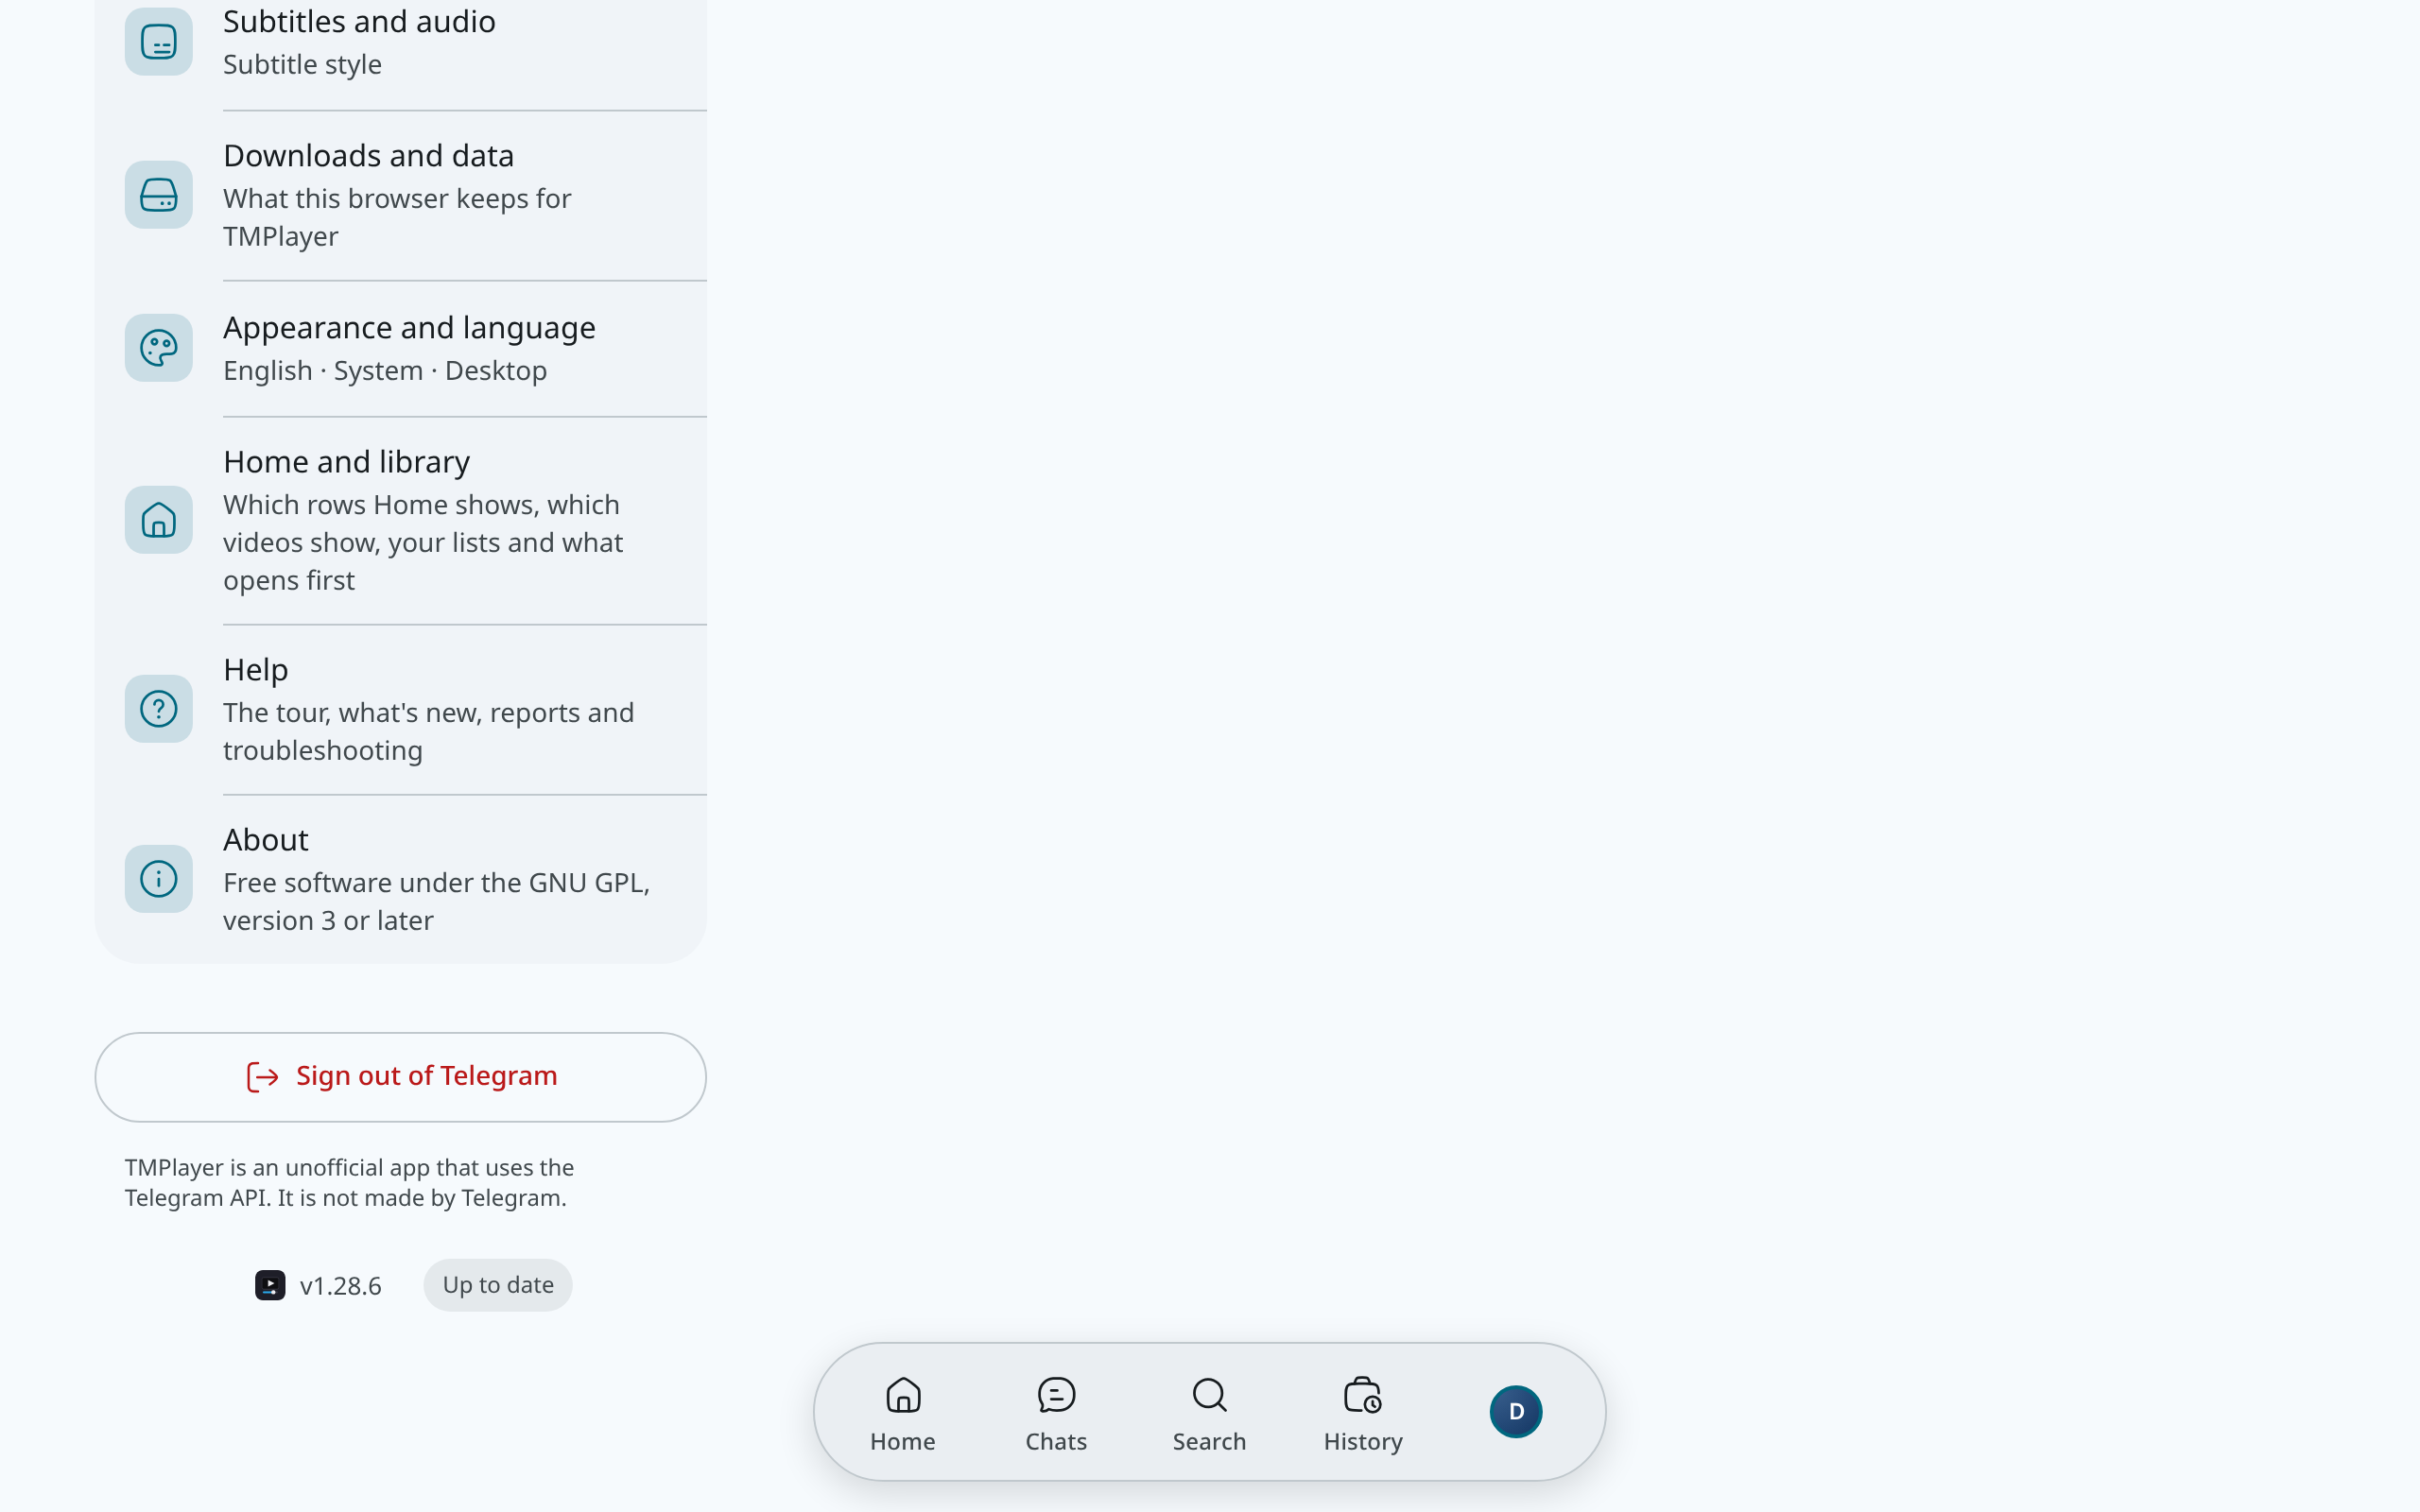 Subtitles and audio
Subtitle style
Downloads and data
What this browser keeps for
TMPlayer
Appearance and language
English · System · Desktop
Home and library
Which rows Home shows, which
videos show, your lists and what
opens first
Help
The tour, what's new, reports and
troubleshooting
About
Free software under the GNU GPL,
version 3 or later
Sign out of Telegram
TMPlayer is an unofficial app that uses the
Telegram API. It is not made by Telegram.
v1.28.6 Up to date
Home Chats Search History D